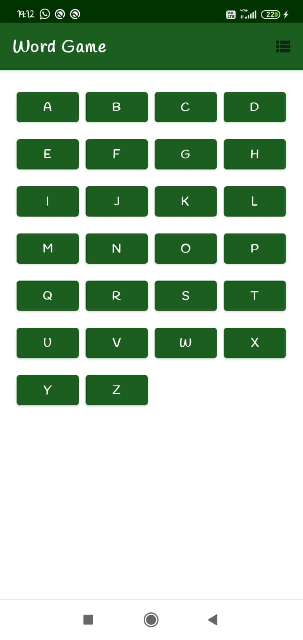 14:12 22
Word Game
A B C D
E F G H
I J K L
M N O P
Q R S T
U V W X
Y Z